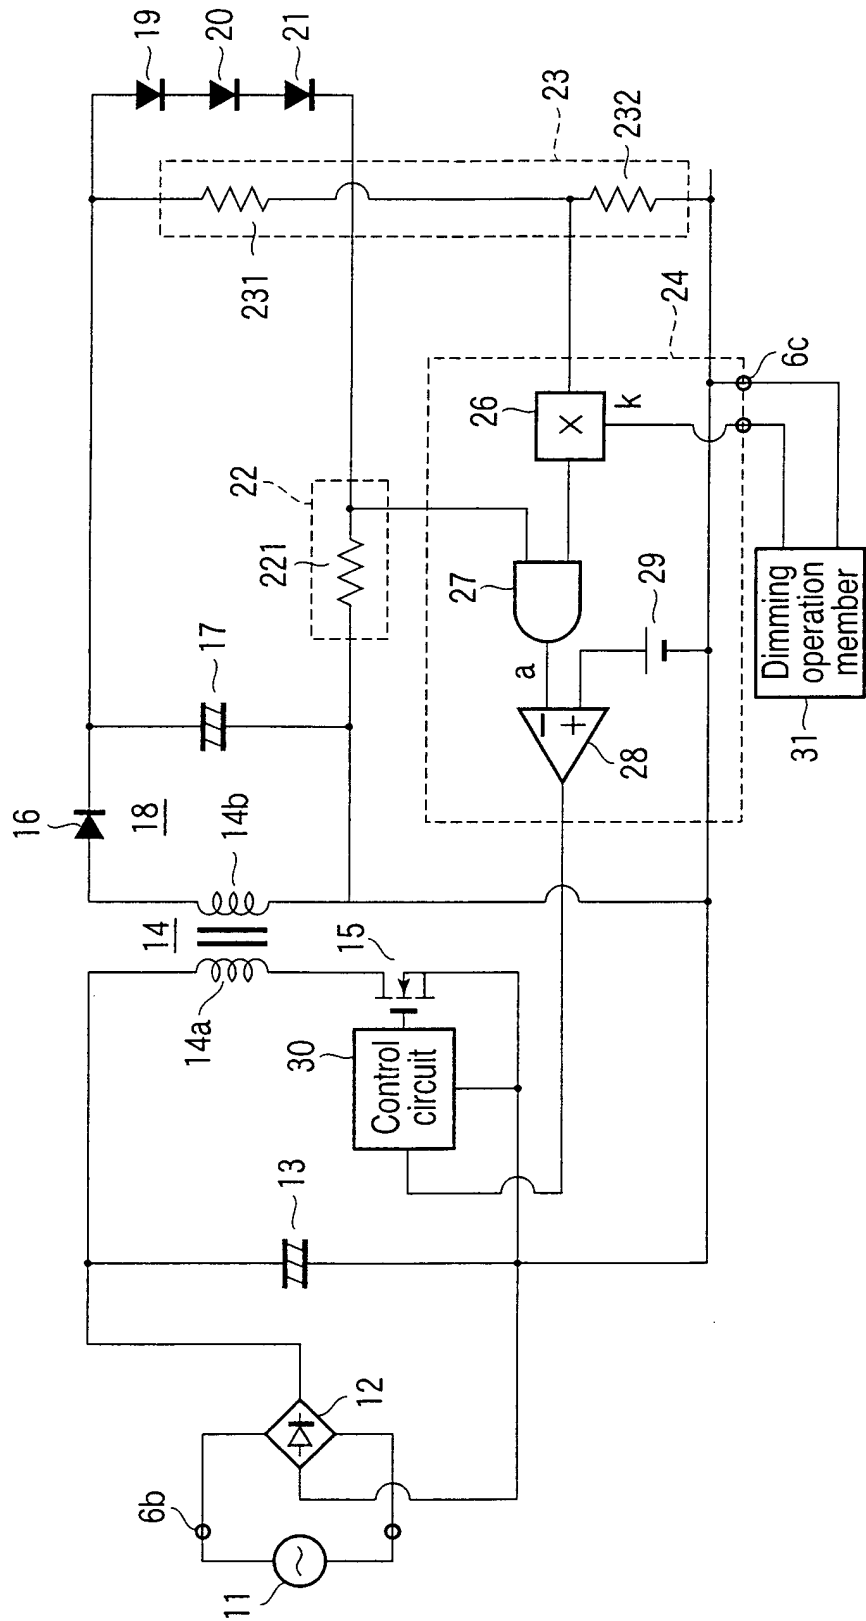 11
6b
12
13
30
Control
circuit
14a
14
14b
15
16
18
17
22
221
19
20
21
23
231
232
24
26
X
k
27
a
28
−
+
29
6c
Dimming
operation
member
31